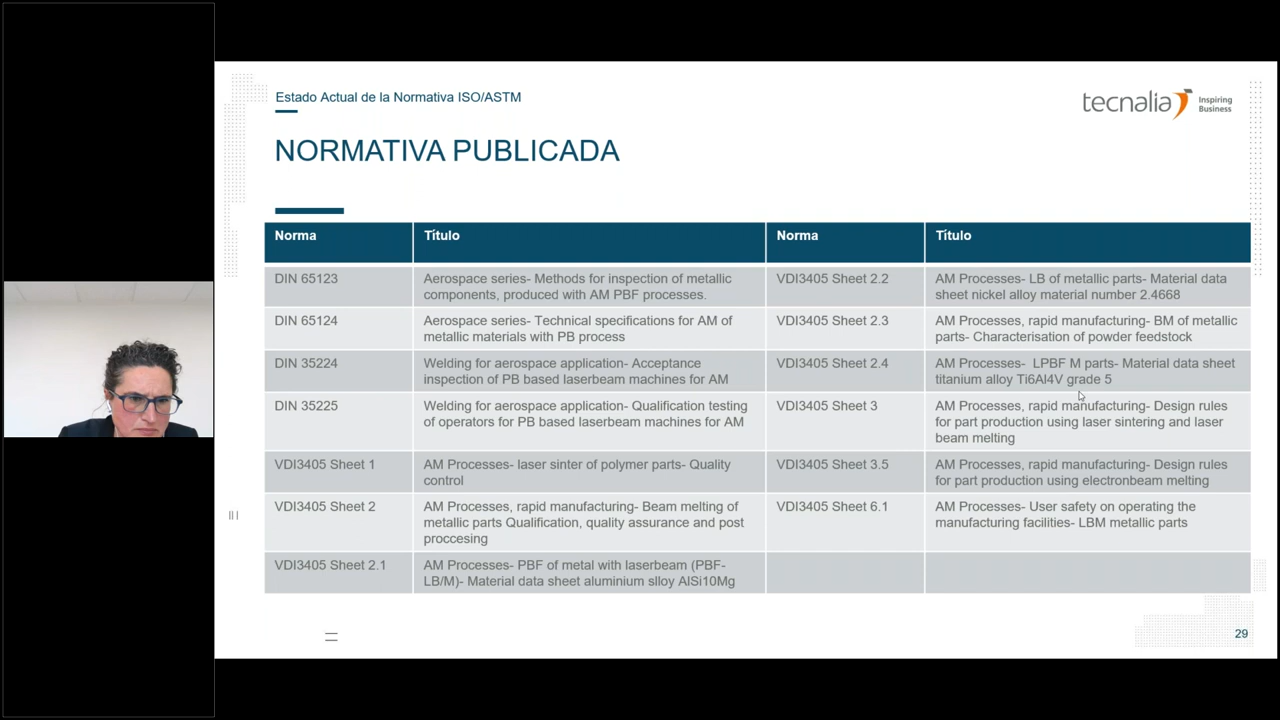 Estado Actual de la Normativa ISO/ASTM
tecnalia
Inspiring
Business
NORMATIVA PUBLICADA
Norma
Título
Norma
Título
DIN 65123
Aerospace series- Methods for inspection of metallic
components, produced with AM PBF processes.
VDI3405 Sheet 2.2
AM Processes- LB of metallic parts- Material data
sheet nickel alloy material number 2.4668
DIN 65124
Aerospace series- Technical specifications for AM of
metallic materials with PB process
VDI3405 Sheet 2.3
AM Processes, rapid manufacturing- BM of metallic
parts- Characterisation of powder feedstock
DIN 35224
Welding for aerospace application- Acceptance
inspection of PB based laserbeam machines for AM
VDI3405 Sheet 2.4
AM Processes- LPBF M parts- Material data sheet
titanium alloy Ti6Al4V grade 5
DIN 35225
Welding for aerospace application- Qualification testing
of operators for PB based laserbeam machines for AM
VDI3405 Sheet 3
AM Processes, rapid manufacturing- Design rules
for part production using laser sintering and laser
beam melting
VDI3405 Sheet 1
AM Processes- laser sinter of polymer parts- Quality
control
VDI3405 Sheet 3.5
AM Processes, rapid manufacturing- Design rules
for part production using electronbeam melting
VDI3405 Sheet 2
AM Processes, rapid manufacturing- Beam melting of
metallic parts Qualification, quality assurance and post
proccesing
VDI3405 Sheet 6.1
AM Processes- User safety on operating the
manufacturing facilities- LBM metallic parts
VDI3405 Sheet 2.1
AM Processes- PBF of metal with laserbeam (PBF-
LB/M)- Material data sheet aluminium slloy AlSi10Mg
29